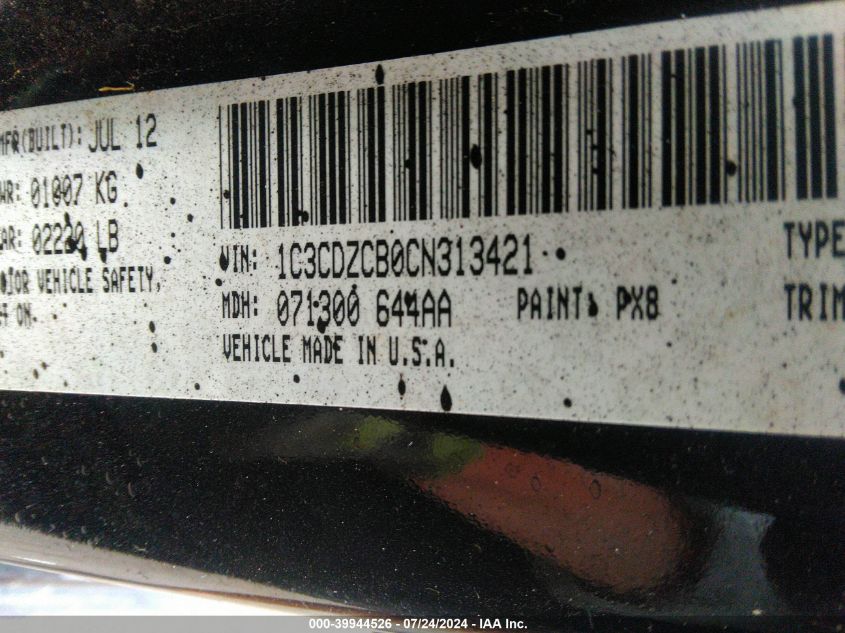 MFR(BUILT): JUL 12
WR: 01007 KG
AR: 02220 LB
VEHICLE SAFETY,
ON
VIN: 1C3CDZCB0CN313421
MDH: 071300 644AA PAINT: PX8
VEHICLE MADE IN U.S.A.
TYPE
TRIM
000-39944526 - 07/24/2024 - IAA Inc.